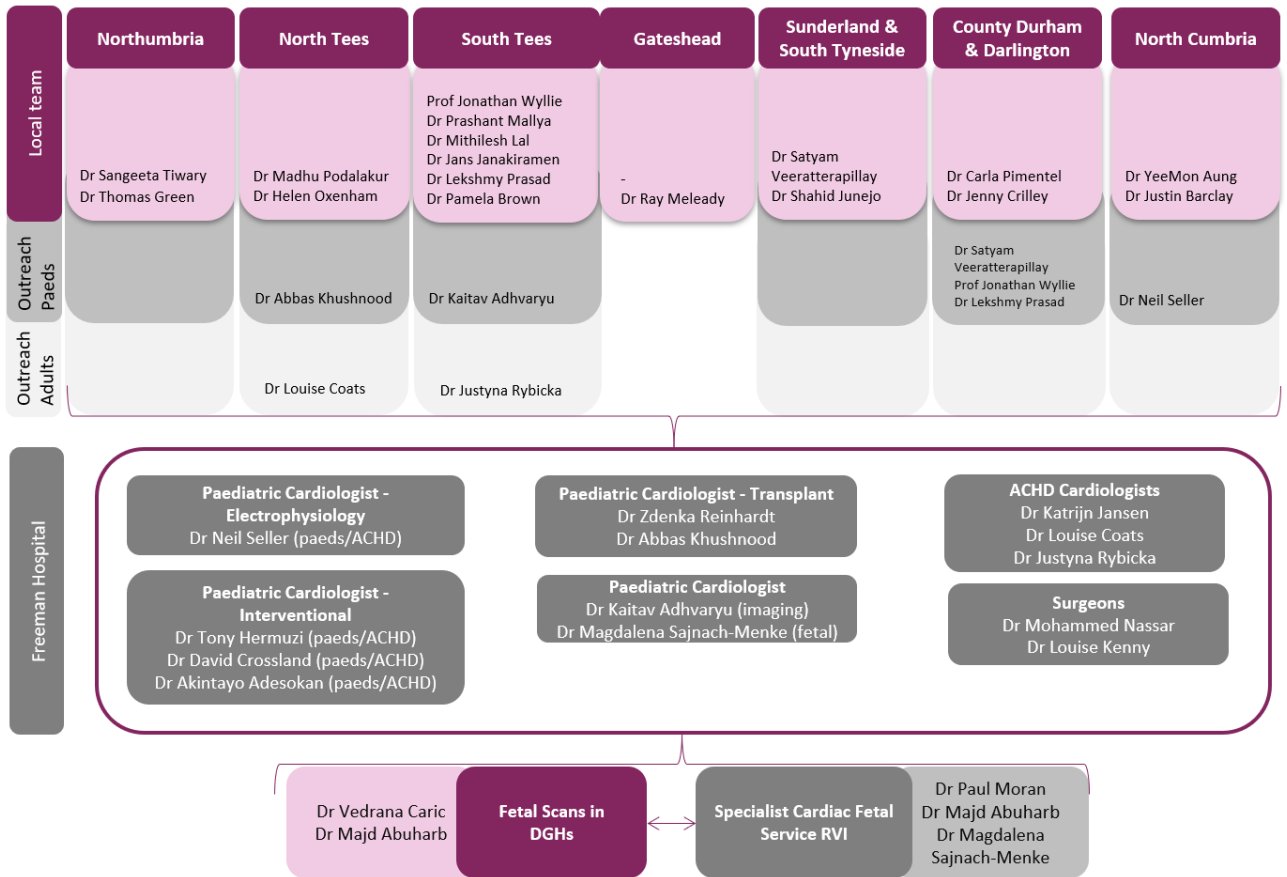 Northumbria
North Tees
South Tees
Gateshead
Sunderland &
South Tyneside
County Durham
& Darlington
North Cumbria
Local team
Dr Sangeeta Tiwary
Dr Thomas Green
Dr Madhu Podalakur
Dr Helen Oxenham
Prof Jonathan Wyllie
Dr Prashant Mallya
Dr Mithilesh Lal
Dr Jans Janakiramen
Dr Lekshmy Prasad
Dr Pamela Brown
-
Dr Ray Meleady
Dr Satyam
Veeratterapillay
Dr Shahid Junejo
Dr Carla Pimentel
Dr Jenny Crilley
Dr YeeMon Aung
Dr Justin Barclay
Outreach
Paeds
Dr Abbas Khushnood
Dr Kaitav Adhvaryu
Dr Satyam
Veeratterapillay
Prof Jonathan Wyllie
Dr Lekshmy Prasad
Dr Neil Seller
Outreach
Adults
Dr Louise Coats
Dr Justyna Rybicka
Freeman Hospital
Paediatric Cardiologist -
Electrophysiology
Dr Neil Seller (paeds/ACHD)
Paediatric Cardiologist -
Interventional
Dr Tony Hermuzi (paeds/ACHD)
Dr David Crossland (paeds/ACHD)
Dr Akintayo Adesokan (paeds/ACHD)
Paediatric Cardiologist - Transplant
Dr Zdenka Reinhardt
Dr Abbas Khushnood
Paediatric Cardiologist
Dr Kaitav Adhvaryu (imaging)
Dr Magdalena Sajnach-Menke (fetal)
ACHD Cardiologists
Dr Katrijn Jansen
Dr Louise Coats
Dr Justyna Rybicka
Surgeons
Dr Mohammed Nassar
Dr Louise Kenny
Dr Vedrana Caric
Dr Majd Abuharb
Fetal Scans in
DGHs
Specialist Cardiac Fetal
Service RVI
Dr Paul Moran
Dr Majd Abuharb
Dr Magdalena
Sajnach-Menke